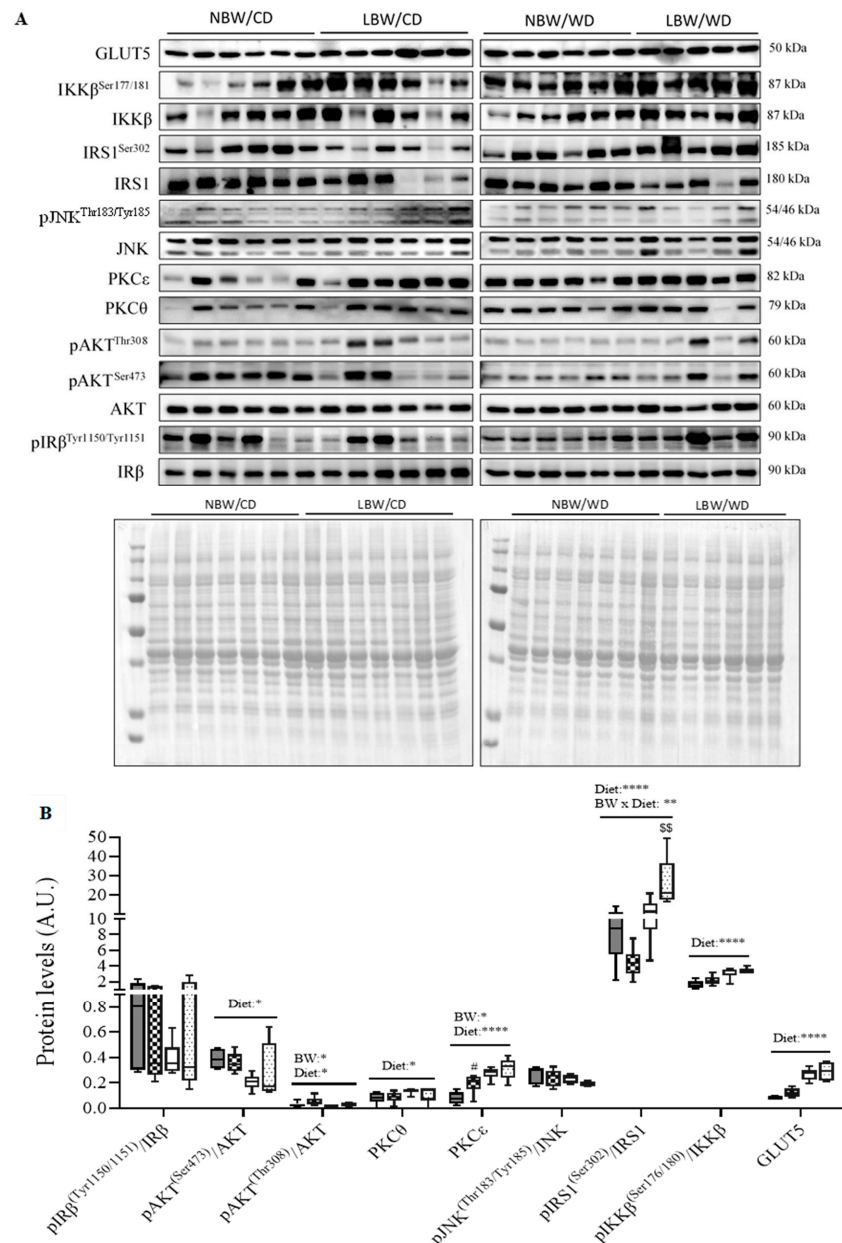 A
NBW/CD LBW/CD NBW/WD LBW/WD
GLUT5 50 kDa
IKKβSer177/181 87 kDa
IKKβ 87 kDa
IRS1Ser302 185 kDa
IRS1 180 kDa
pJNKThr183/Tyr185 54/46 kDa
JNK 54/46 kDa
PKCε 82 kDa
PKCθ 79 kDa
pAKTThr308 60 kDa
pAKTSer473 60 kDa
AKT 60 kDa
pIRβTyr1150/Tyr1151 90 kDa
IRβ 90 kDa
NBW/CD LBW/CD NBW/WD LBW/WD
B
Diet:****
BW x Diet: **
$$
50
40
30
20
10
8
6
4
2
0.8
0.6
0.4
0.2
0.0
Protein levels (A.U.)
Diet:*
BW:*
Diet:*
Diet:*
BW:*
Diet:****
#
Diet:****
Diet:****
pIRβ(Tyr1150/1151)/IRβ
pAKT(Ser473)/AKT
pAKT(Thr308)/AKT
PKCθ
PKCε
pJNK(Thr183/Tyr185)/JNK
pIRS1(Ser302)/IRS1
pIKKβ(Ser176/180)/IKKβ
GLUT5